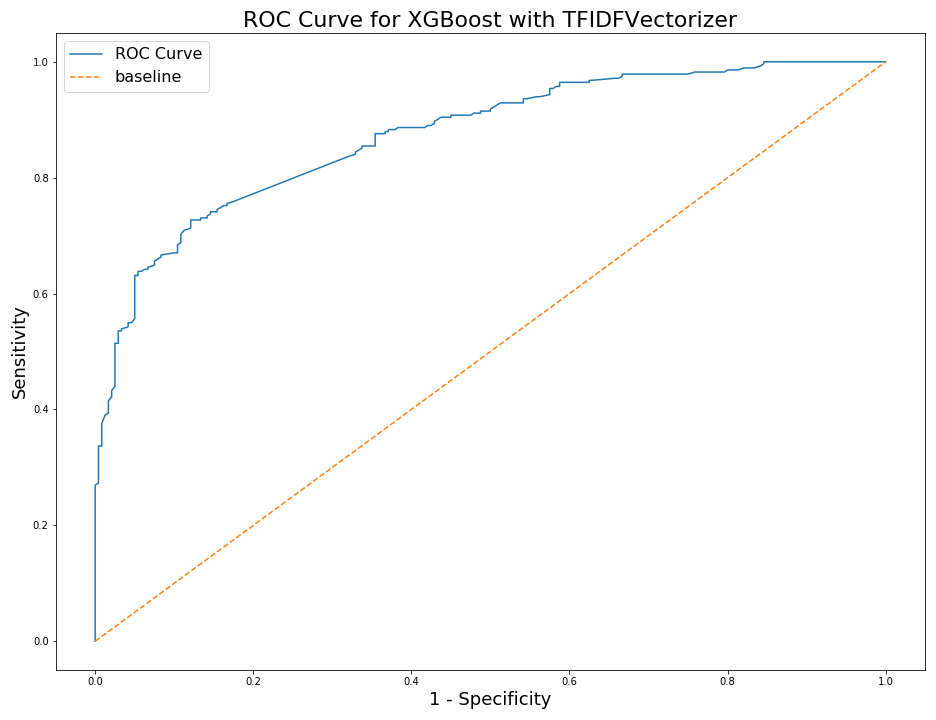 ROC Curve for XGBoost with TFIDFVectorizer
ROC Curve
baseline
1.0
0.8
0.6
0.4
0.2
0.0
Sensitivity
0.0 0.2 0.4 0.6 0.8 1.0
1 - Specificity